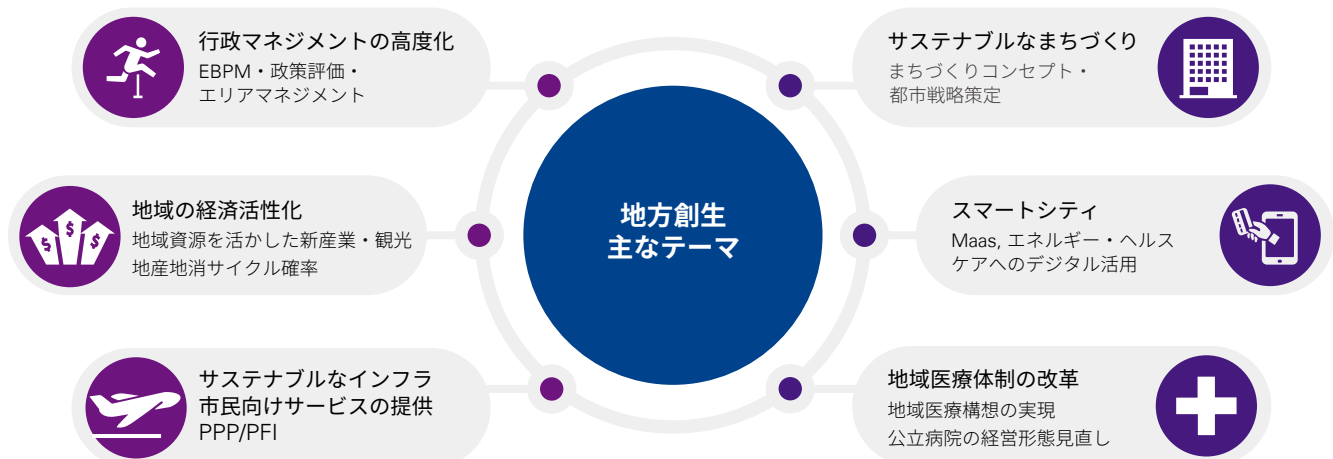 行政マネジメントの高度化
EBPM・政策評価・
エリアマネジメント
地域の経済活性化
地域資源を活かした新産業・観光
地産地消サイクル確率
サステナブルなインフラ
市民向けサービスの提供
PPP/PFI
地方創生
主なテーマ
サステナブルなまちづくり
まちづくりコンセプト・
都市戦略策定
スマートシティ
Maas, エネルギー・ヘルス
ケアへのデジタル活用
地域医療体制の改革
地域医療構想の実現
公立病院の経営形態見直し
$
$
$